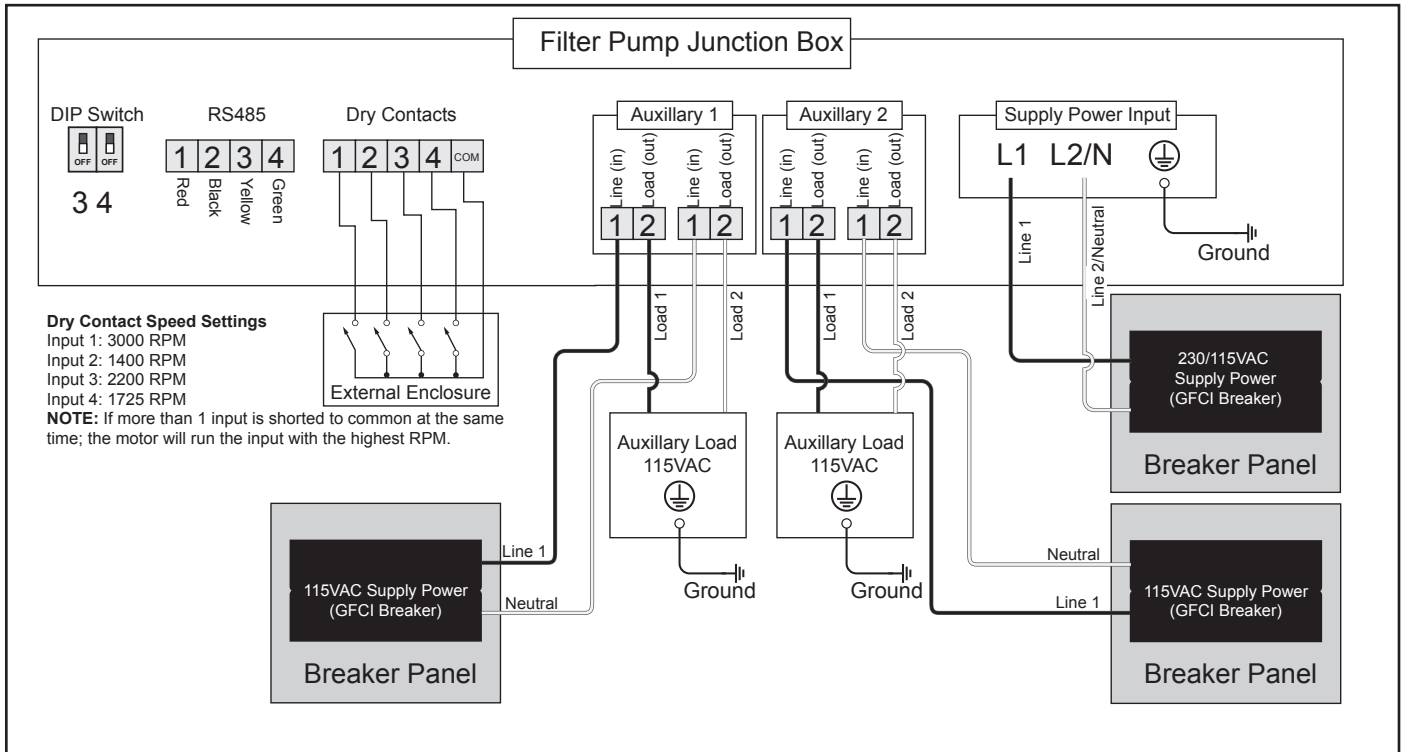 Filter Pump Junction Box
DIP Switch
OFF OFF
3 4
RS485
1 2 3 4
Red
Black
Yellow
Green
Dry Contacts
1 2 3 4 COM
Auxillary 1
Line (in)
Load (out)
Line (in)
Load (out)
1 2 1 2
Auxillary 2
Line (in)
Load (out)
Line (in)
Load (out)
1 2 1 2
Supply Power Input
L1 L2/N
Line 1
Line 2/Neutral
Ground
Load 1
Load 2
Load 1
Load 2
Dry Contact Speed Settings
Input 1: 3000 RPM
Input 2: 1400 RPM
Input 3: 2200 RPM
Input 4: 1725 RPM
NOTE: If more than 1 input is shorted to common at the same
time; the motor will run the input with the highest RPM.
External Enclosure
230/115VAC
Supply Power
(GFCI Breaker)
Breaker Panel
Auxillary Load
115VAC
Ground
Auxillary Load
115VAC
Ground
Line 1
Neutral
115VAC Supply Power
(GFCI Breaker)
Breaker Panel
Neutral
Line 1
115VAC Supply Power
(GFCI Breaker)
Breaker Panel